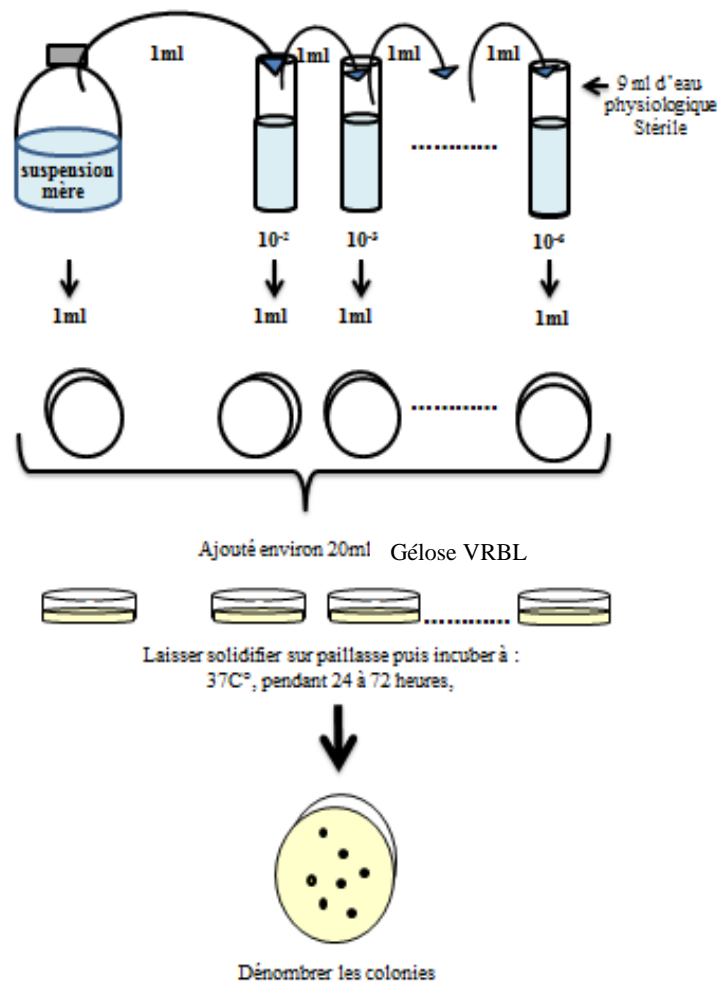 1ml 1ml 1ml 1ml
9 ml d'eau
physiologique
Stérile
suspension
mère
............
10⁻² 10⁻³ 10⁻⁶
1ml 1ml 1ml 1ml
............
Ajouté environ 20ml Gélose VRBL
............
Laisser solidifier sur paillasse puis incuber à :
37C°, pendant 24 à 72 heures,
Dénombrer les colonies